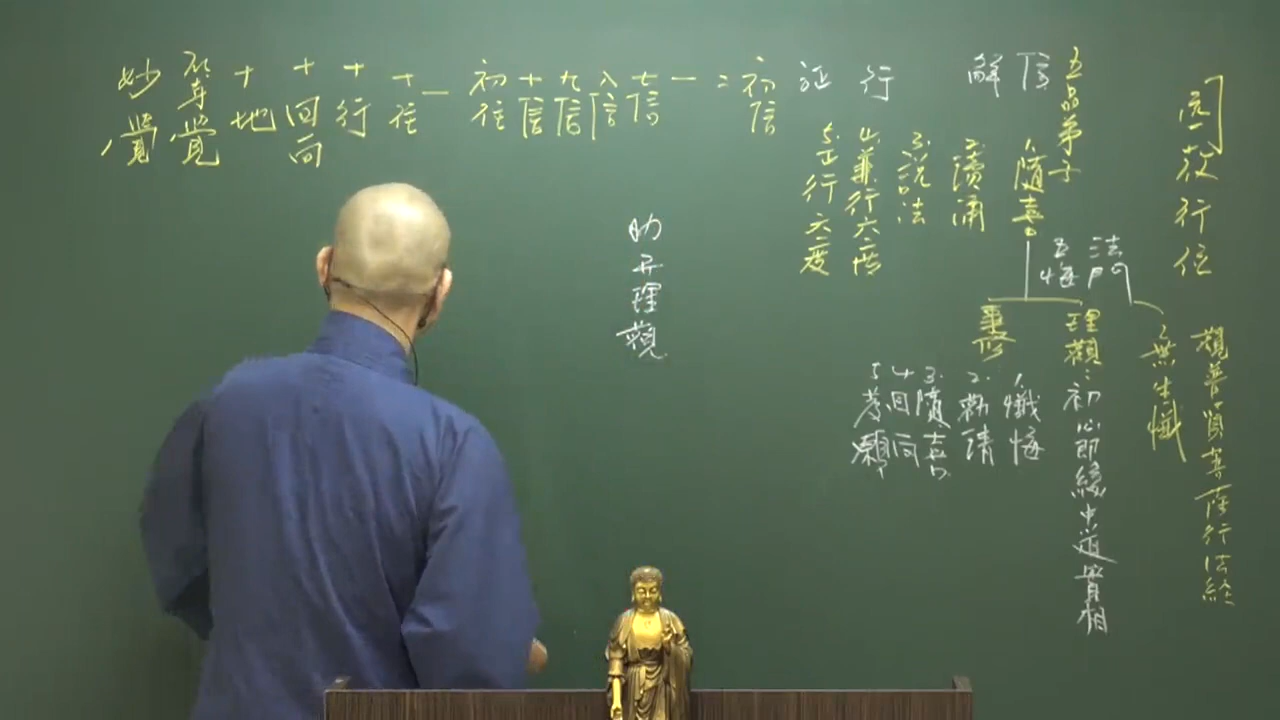 圓教行位
觀普賢菩薩行法經
五品弟子
信
解
行
証
1.隨喜
2.讀誦
3.說法
4.兼行六度
5.正行六度
五悔
法門
2.無生懺
理觀:初心即緣中道實相
事修
1.懺悔
2.勸請
3.隨喜
4.回向
5.發願
助开理觀
初信
二
一
七信
八信
九信
十信
初住
一
十住
十行
十回向
十地
等覺
妙覺